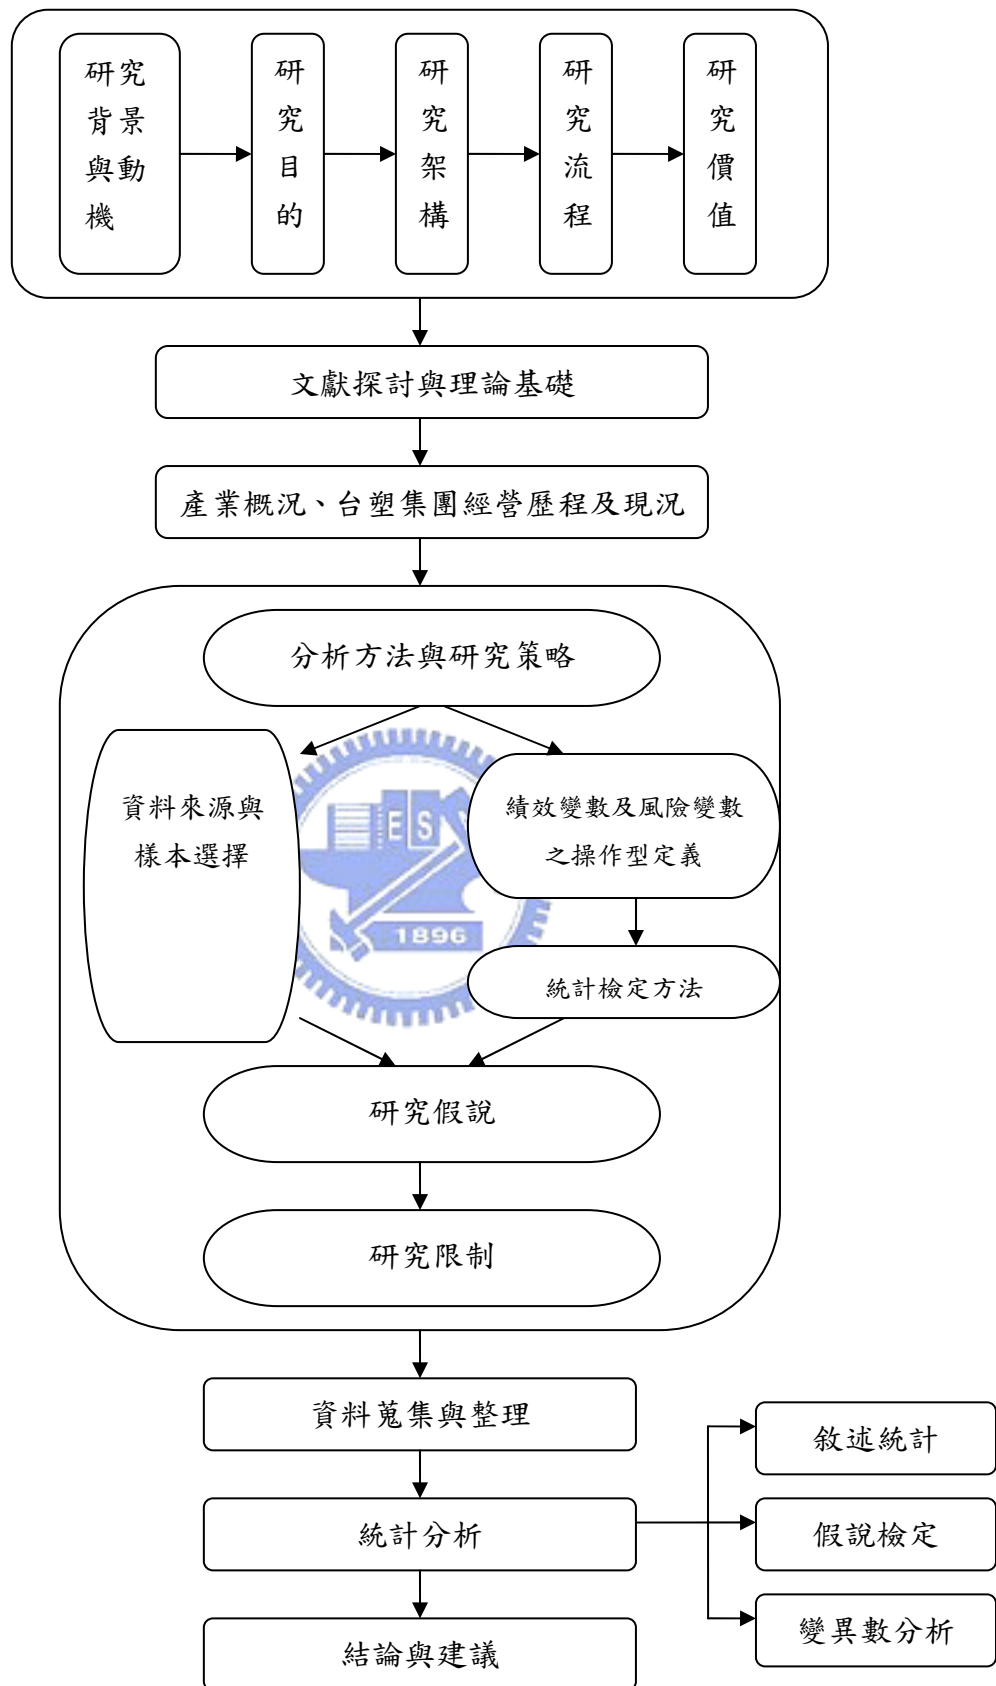 研究
背景
與動
機
研究目的
研究架構
研究流程
研究價值
文獻探討與理論基礎
產業概況、台塑集團經營歷程及現況
分析方法與研究策略
資料來源與
樣本選擇
績效變數及風險變數
之操作型定義
ES
1896
統計檢定方法
研究假說
研究限制
資料蒐集與整理
統計分析
結論與建議
敘述統計
假說檢定
變異數分析